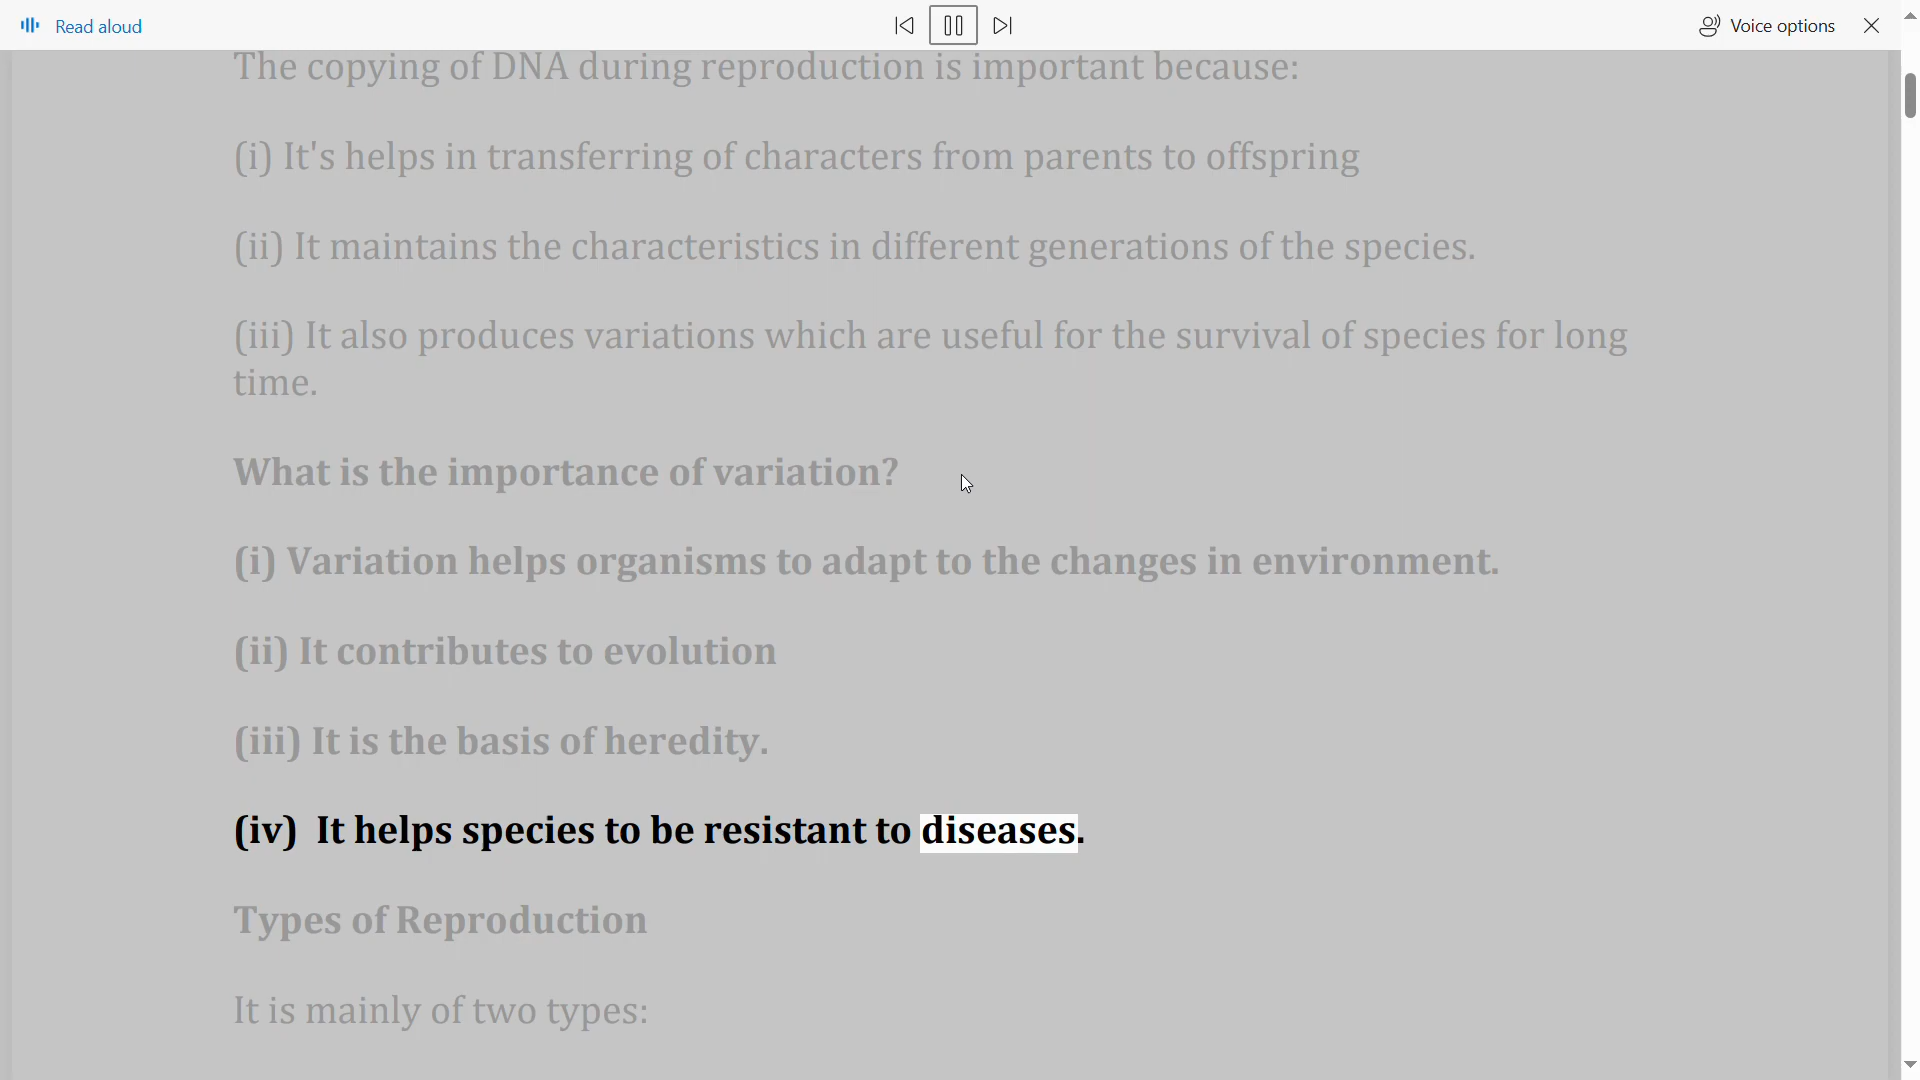 Read aloud
Voice options
The copying of DNA during reproduction is important because:
(i) It's helps in transferring of characters from parents to offspring
(ii) It maintains the characteristics in different generations of the species.
(iii) It also produces variations which are useful for the survival of species for long
time.
What is the importance of variation?
(i) Variation helps organisms to adapt to the changes in environment.
(ii) It contributes to evolution
(iii) It is the basis of heredity.
(iv) It helps species to be resistant to diseases.
Types of Reproduction
It is mainly of two types: